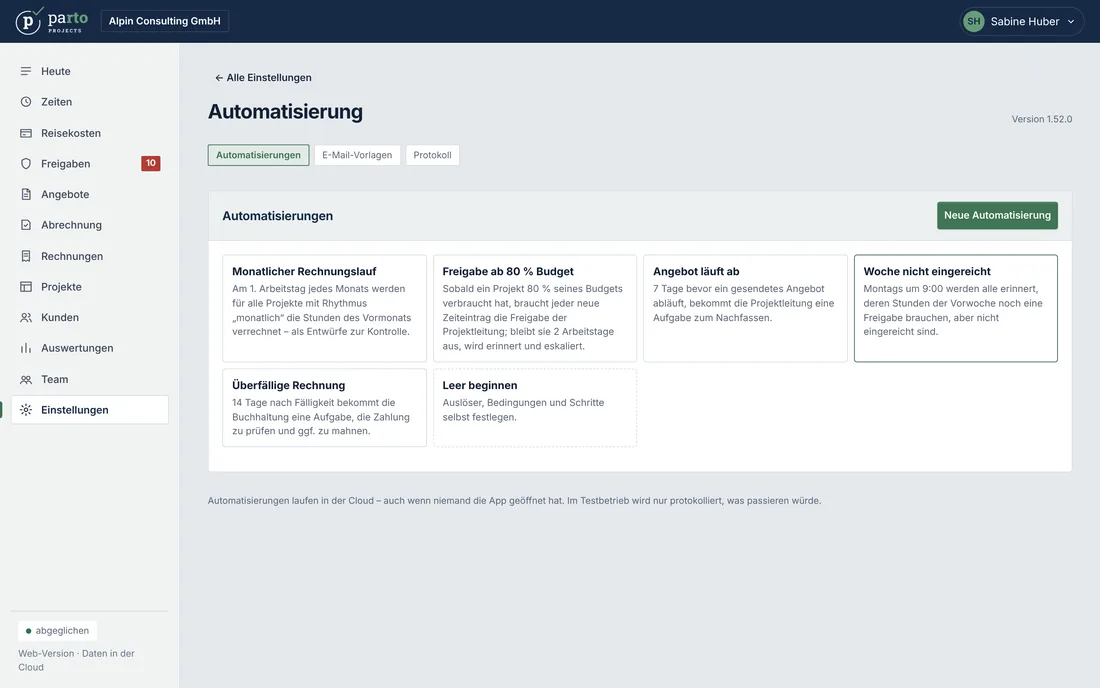 parto
PROJECTS
Alpin Consulting GmbH
SH
Sabine Huber
Heute
Zeiten
Reisekosten
Freigaben
10
Angebote
Abrechnung
Rechnungen
Projekte
Kunden
Auswertungen
Team
Einstellungen
abgeglichen
Web-Version · Daten in der
Cloud
← Alle Einstellungen
Automatisierung
Version 1.52.0
Automatisierungen
E-Mail-Vorlagen
Protokoll
Automatisierungen
Neue Automatisierung
Monatlicher Rechnungslauf
Am 1. Arbeitstag jedes Monats werden
für alle Projekte mit Rhythmus
„monatlich“ die Stunden des Vormonats
verrechnet – als Entwürfe zur Kontrolle.
Freigabe ab 80 % Budget
Sobald ein Projekt 80 % seines Budgets
verbraucht hat, braucht jeder neue
Zeiteintrag die Freigabe der
Projektleitung; bleibt sie 2 Arbeitstage
aus, wird erinnert und eskaliert.
Angebot läuft ab
7 Tage bevor ein gesendetes Angebot
abläuft, bekommt die Projektleitung eine
Aufgabe zum Nachfassen.
Woche nicht eingereicht
Montags um 9:00 werden alle erinnert,
deren Stunden der Vorwoche noch eine
Freigabe brauchen, aber nicht
eingereicht sind.
Überfällige Rechnung
14 Tage nach Fälligkeit bekommt die
Buchhaltung eine Aufgabe, die Zahlung
zu prüfen und ggf. zu mahnen.
Leer beginnen
Auslöser, Bedingungen und Schritte
selbst festlegen.
Automatisierungen laufen in der Cloud – auch wenn niemand die App geöffnet hat. Im Testbetrieb wird nur protokolliert, was passieren würde.